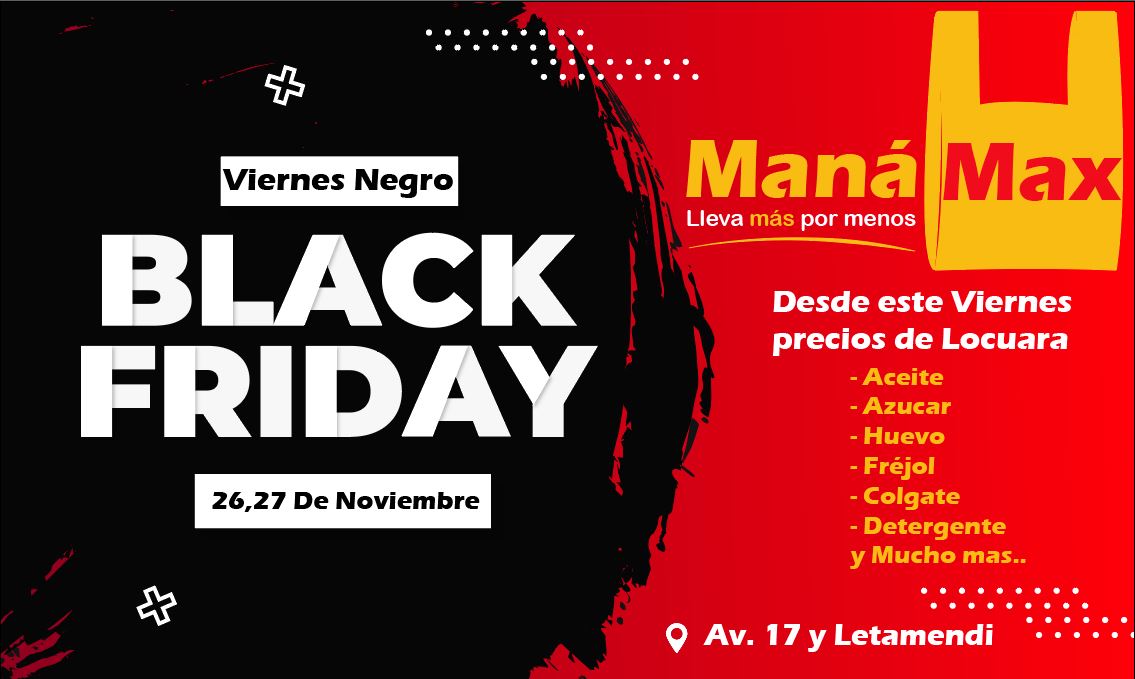 Viernes Negro
BLACK
FRIDAY
26,27 De Noviembre
Maná Max
Lleva más por menos
Desde este Viernes
precios de Locuara
- Aceite
- Azucar
- Huevo
- Fréjol
- Colgate
- Detergente
y Mucho mas..
Av. 17 y Letamendi